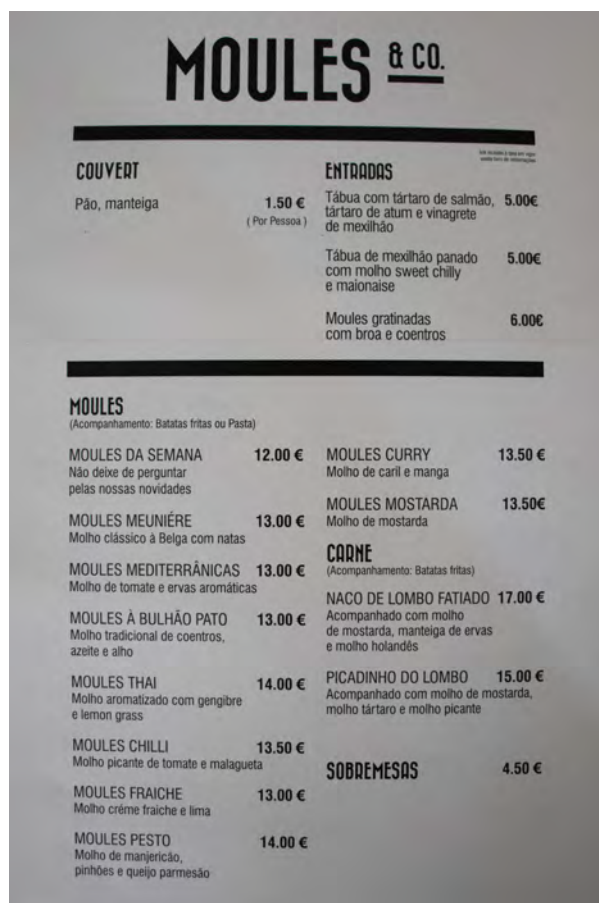 MOULES & CO.
COUVERT
Pão, manteiga 1.50 €
( Por Pessoa )
ENTRADAS
Tábua com tártaro de salmão, 5.00€
tártaro de atum e vinagrete
de mexilhão
Tábua de mexilhão panado 5.00€
com molho sweet chilly
e maionaise
Moules gratinadas 6.00€
com broa e coentros
MOULES
(Acompanhamento: Batatas fritas ou Pasta)
MOULES DA SEMANA 12.00 €
Não deixe de perguntar
pelas nossas novidades
MOULES MEUNIÉRE 13.00 €
Molho clássico à Belga com natas
MOULES MEDITERRÂNICAS 13.00 €
Molho de tomate e ervas aromáticas
MOULES À BULHÃO PATO 13.00 €
Molho tradicional de coentros,
azeite e alho
MOULES THAI 14.00 €
Molho aromatizado com gengibre
e lemon grass
MOULES CHILLI 13.50 €
Molho picante de tomate e malagueta
MOULES FRAICHE 13.00 €
Molho créme fraiche e lima
MOULES PESTO 14.00 €
Molho de manjericão,
pinhões e queijo parmesão
MOULES CURRY 13.50 €
Molho de caril e manga
MOULES MOSTARDA 13.50€
Molho de mostarda
CARNE
(Acompanhamento: Batatas fritas)
NACO DE LOMBO FATIADO 17.00 €
Acompanhado com molho
de mostarda, manteiga de ervas
e molho holandês
PICADINHO DO LOMBO 15.00 €
Acompanhado com molho de mostarda,
molho tártaro e molho picante
SOBREMESAS 4.50 €